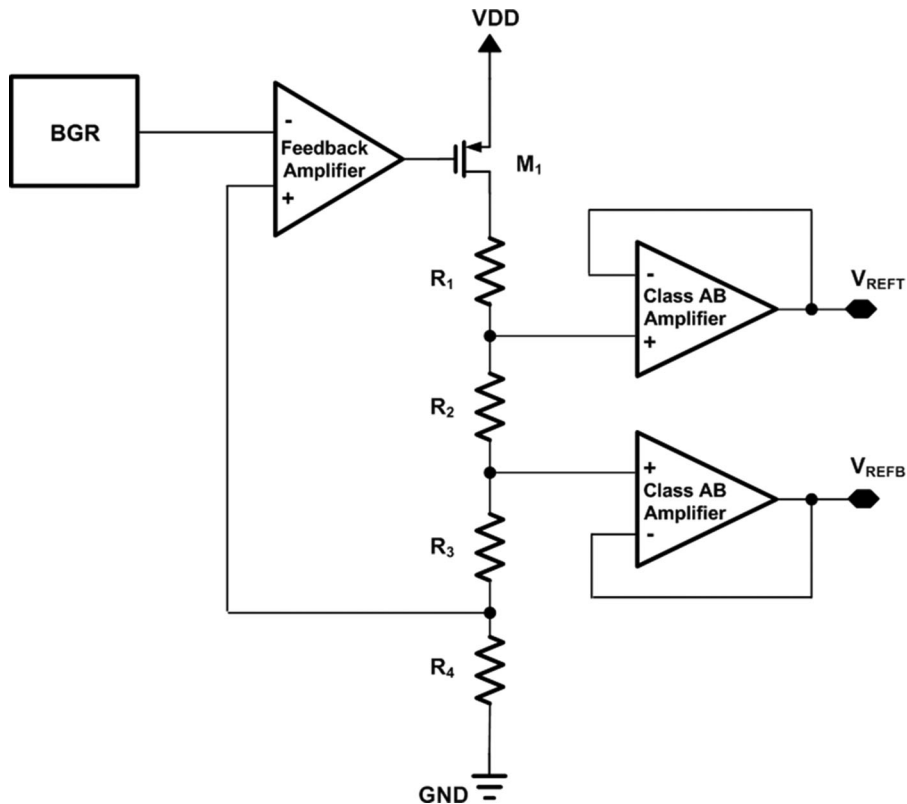 VDD
BGR
-
Feedback
Amplifier
+
M1
R1
-
Class AB
Amplifier
+
VREFT
R2
+
Class AB
Amplifier
-
VREFB
R3
R4
GND